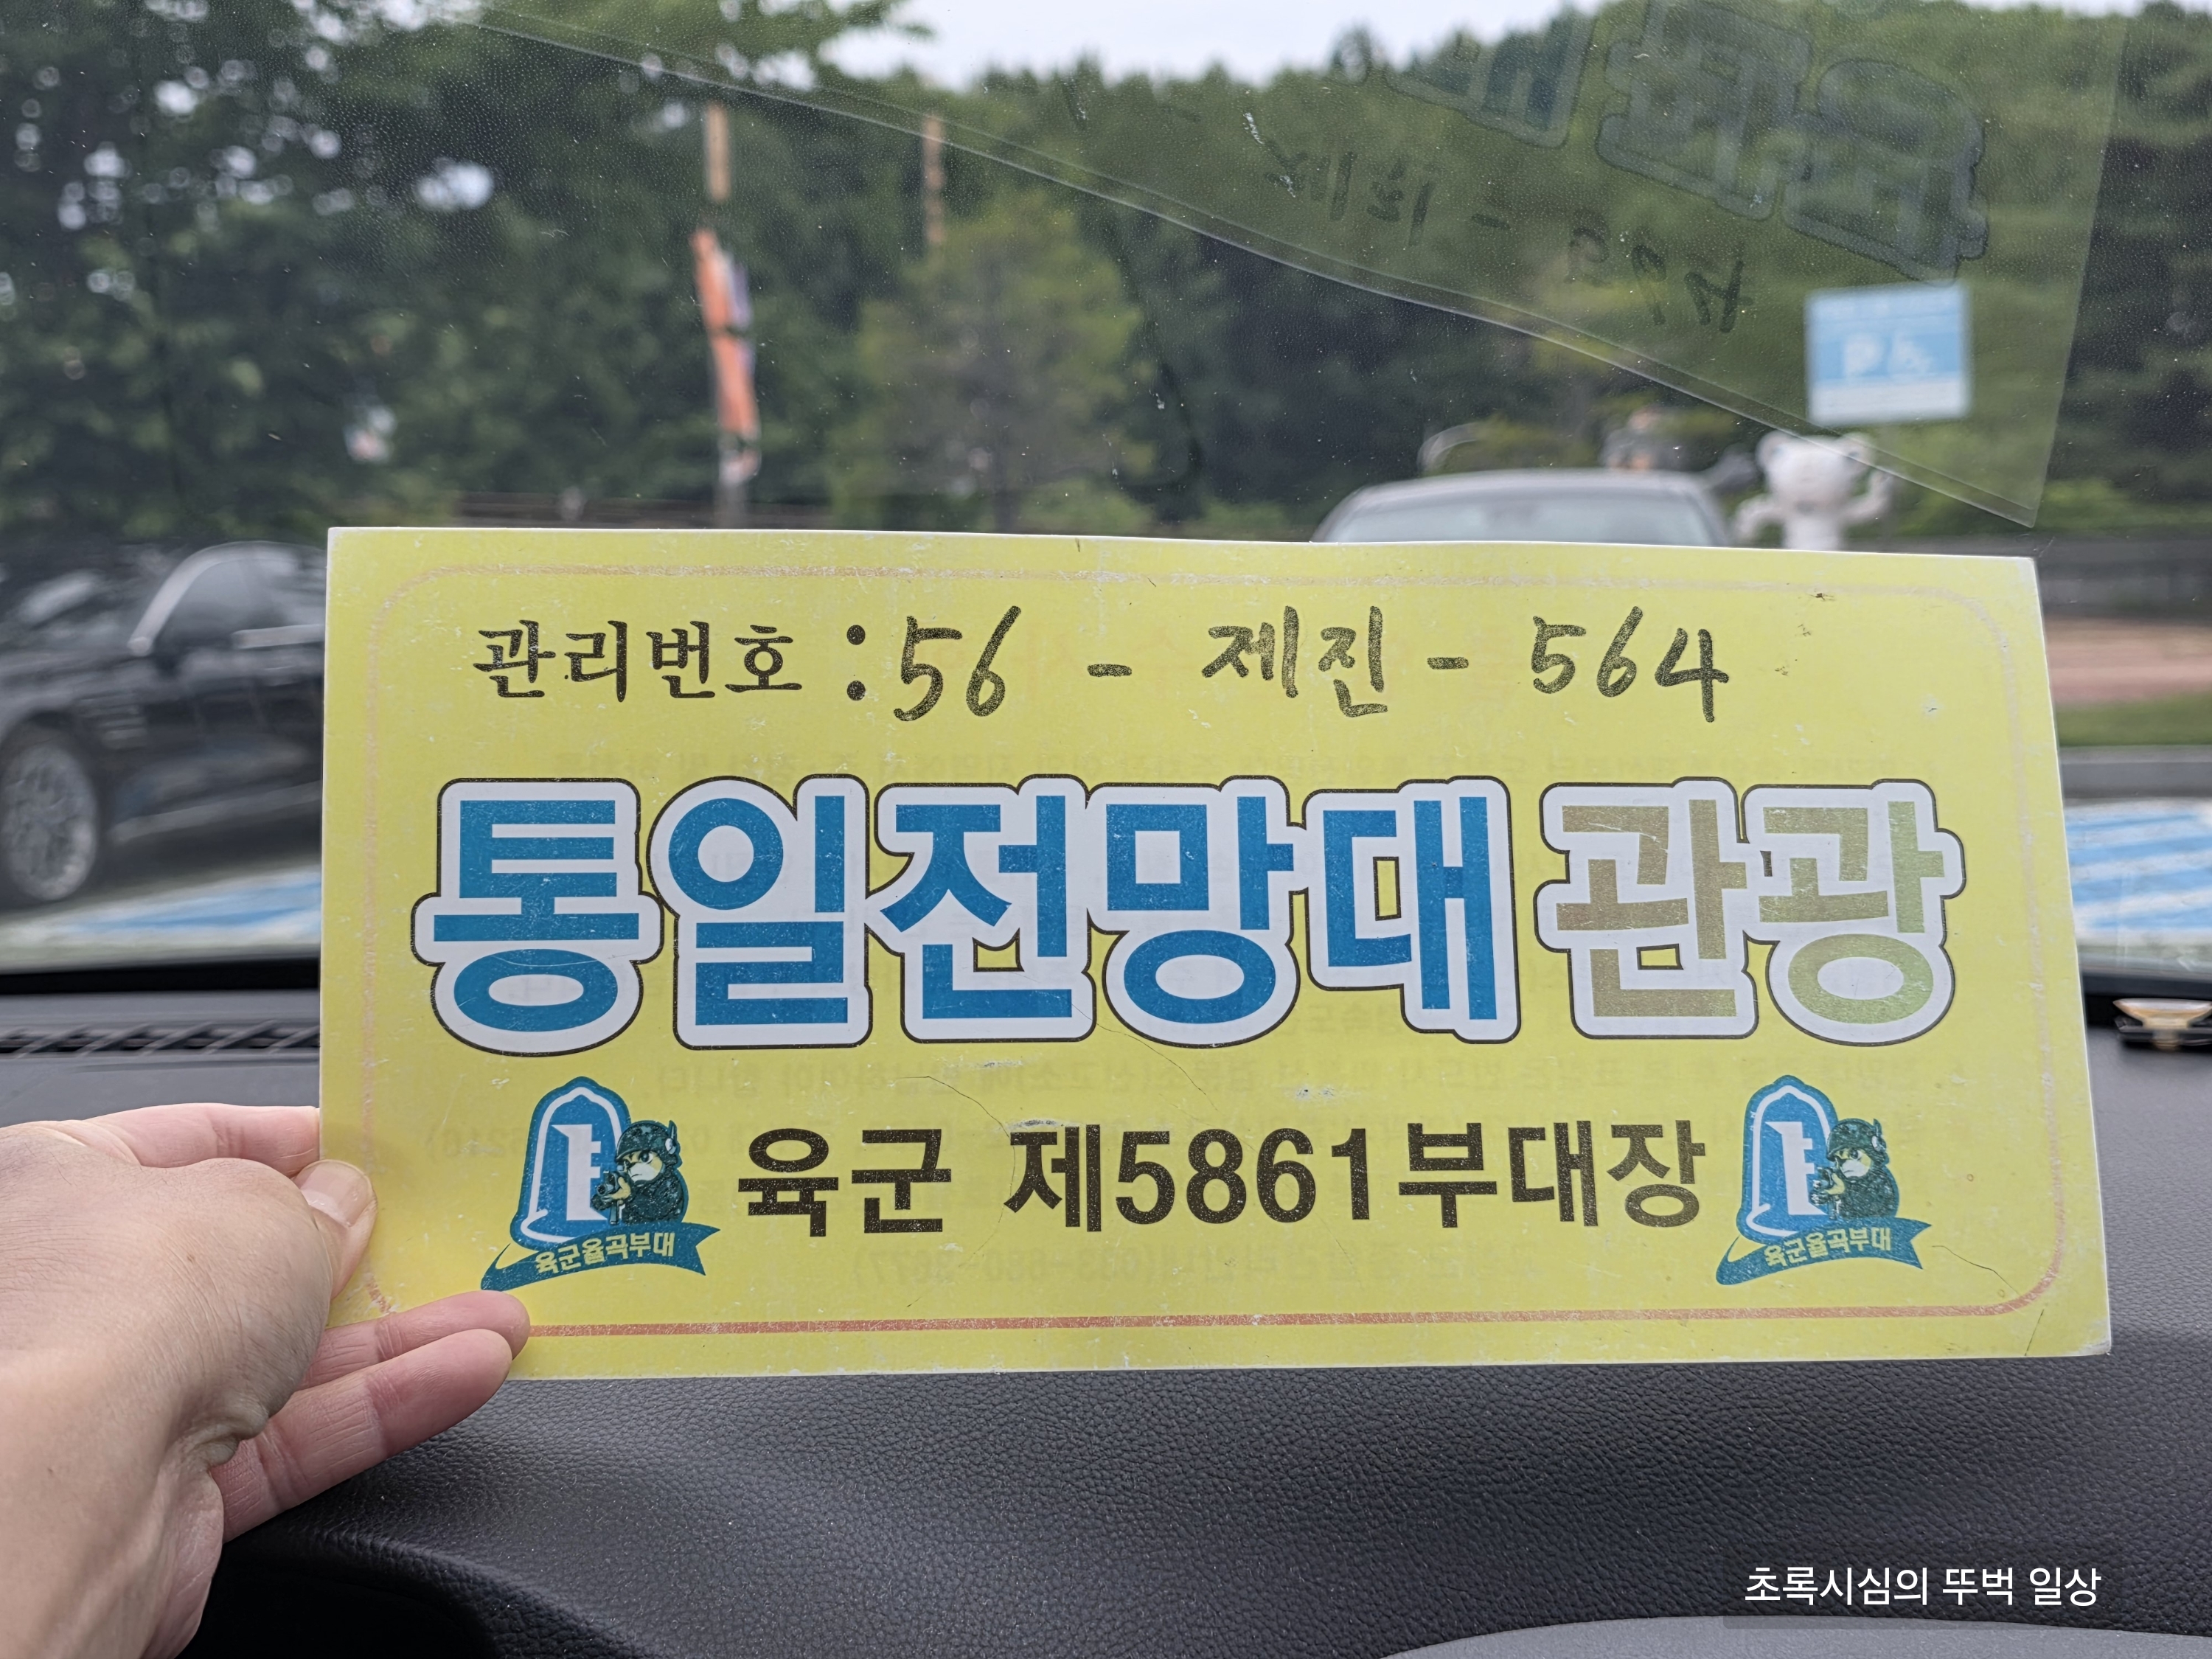 관리번호 : 56 - 제진 - 564
통일전망대 관광
육군 제5861부대장
육군율곡부대
육군율곡부대
초록시심의 뚜벅 일상